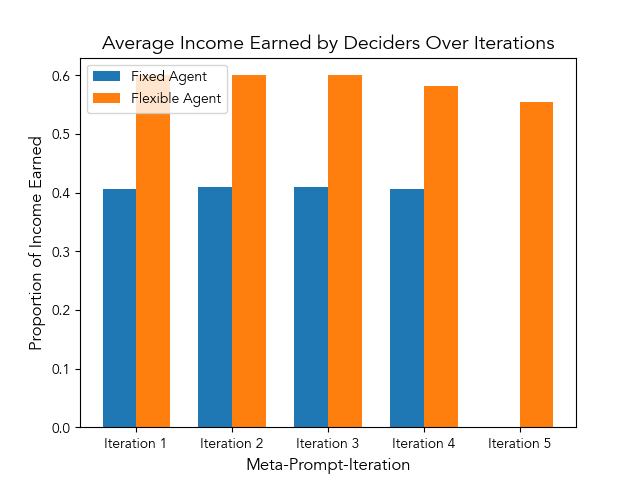 Average Income Earned by Deciders Over Iterations
Fixed Agent
Flexible Agent
Proportion of Income Earned
0.6
0.5
0.4
0.3
0.2
0.1
0.0
Iteration 1
Iteration 2
Iteration 3
Iteration 4
Iteration 5
Meta-Prompt-Iteration